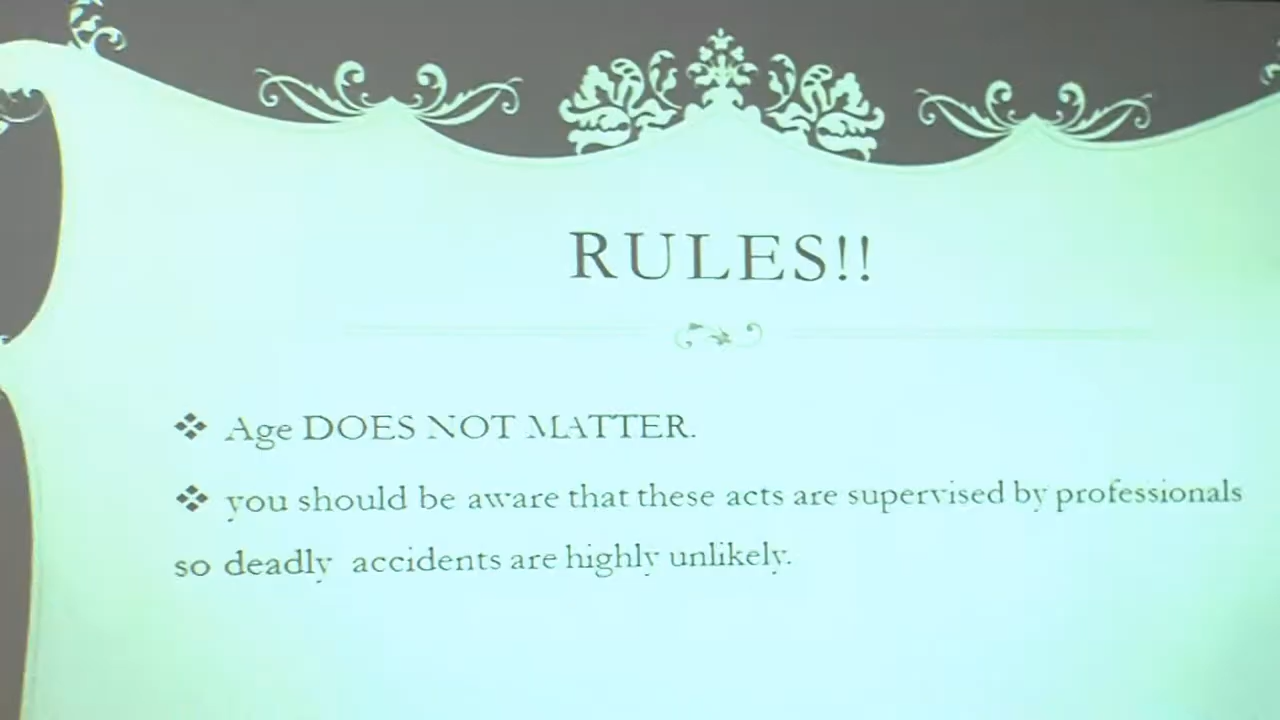 RULES!!
❖ Age DOES NOT MATTER.
❖ you should be aware that these acts are supervised by professionals
so deadly accidents are highly unlikely.